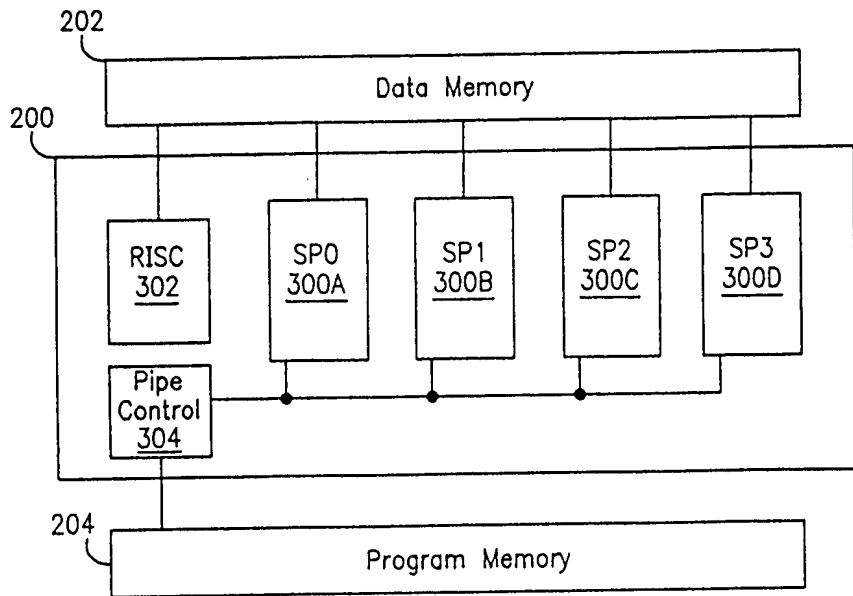 202
Data Memory
200
RISC
302
SP0
300A
SP1
300B
SP2
300C
SP3
300D
Pipe
Control
304
204
Program Memory